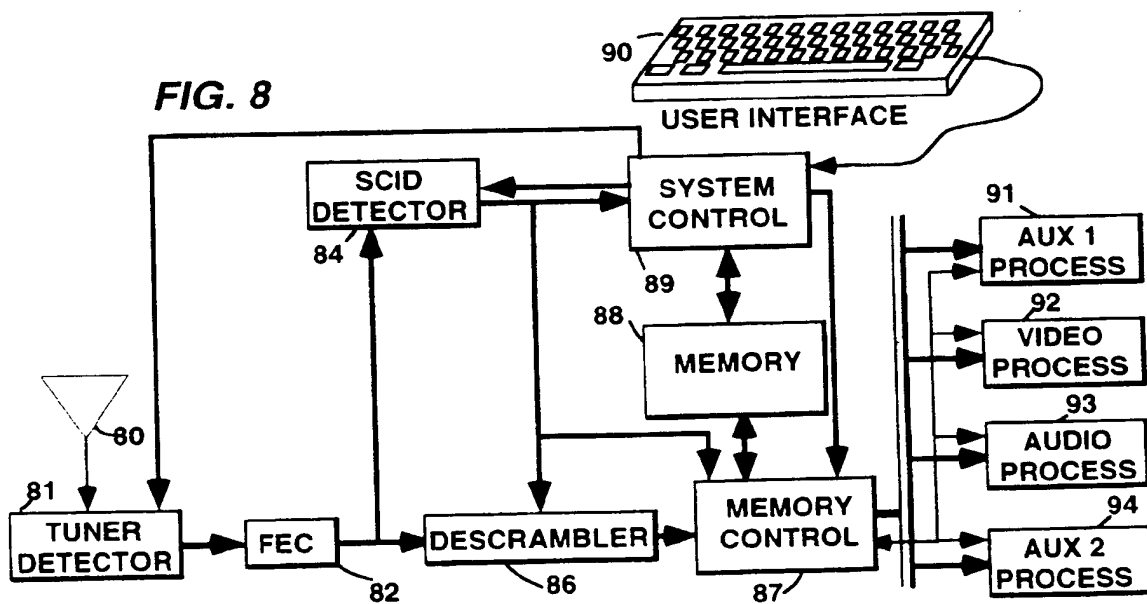 FIG. 8
90
USER INTERFACE
SCID
DETECTOR
84
SYSTEM
CONTROL
89
88
MEMORY
80
81
TUNER
DETECTOR
FEC
82
DESCRAMBLER
86
MEMORY
CONTROL
87
91
AUX 1
PROCESS
92
VIDEO
PROCESS
93
AUDIO
PROCESS
94
AUX 2
PROCESS